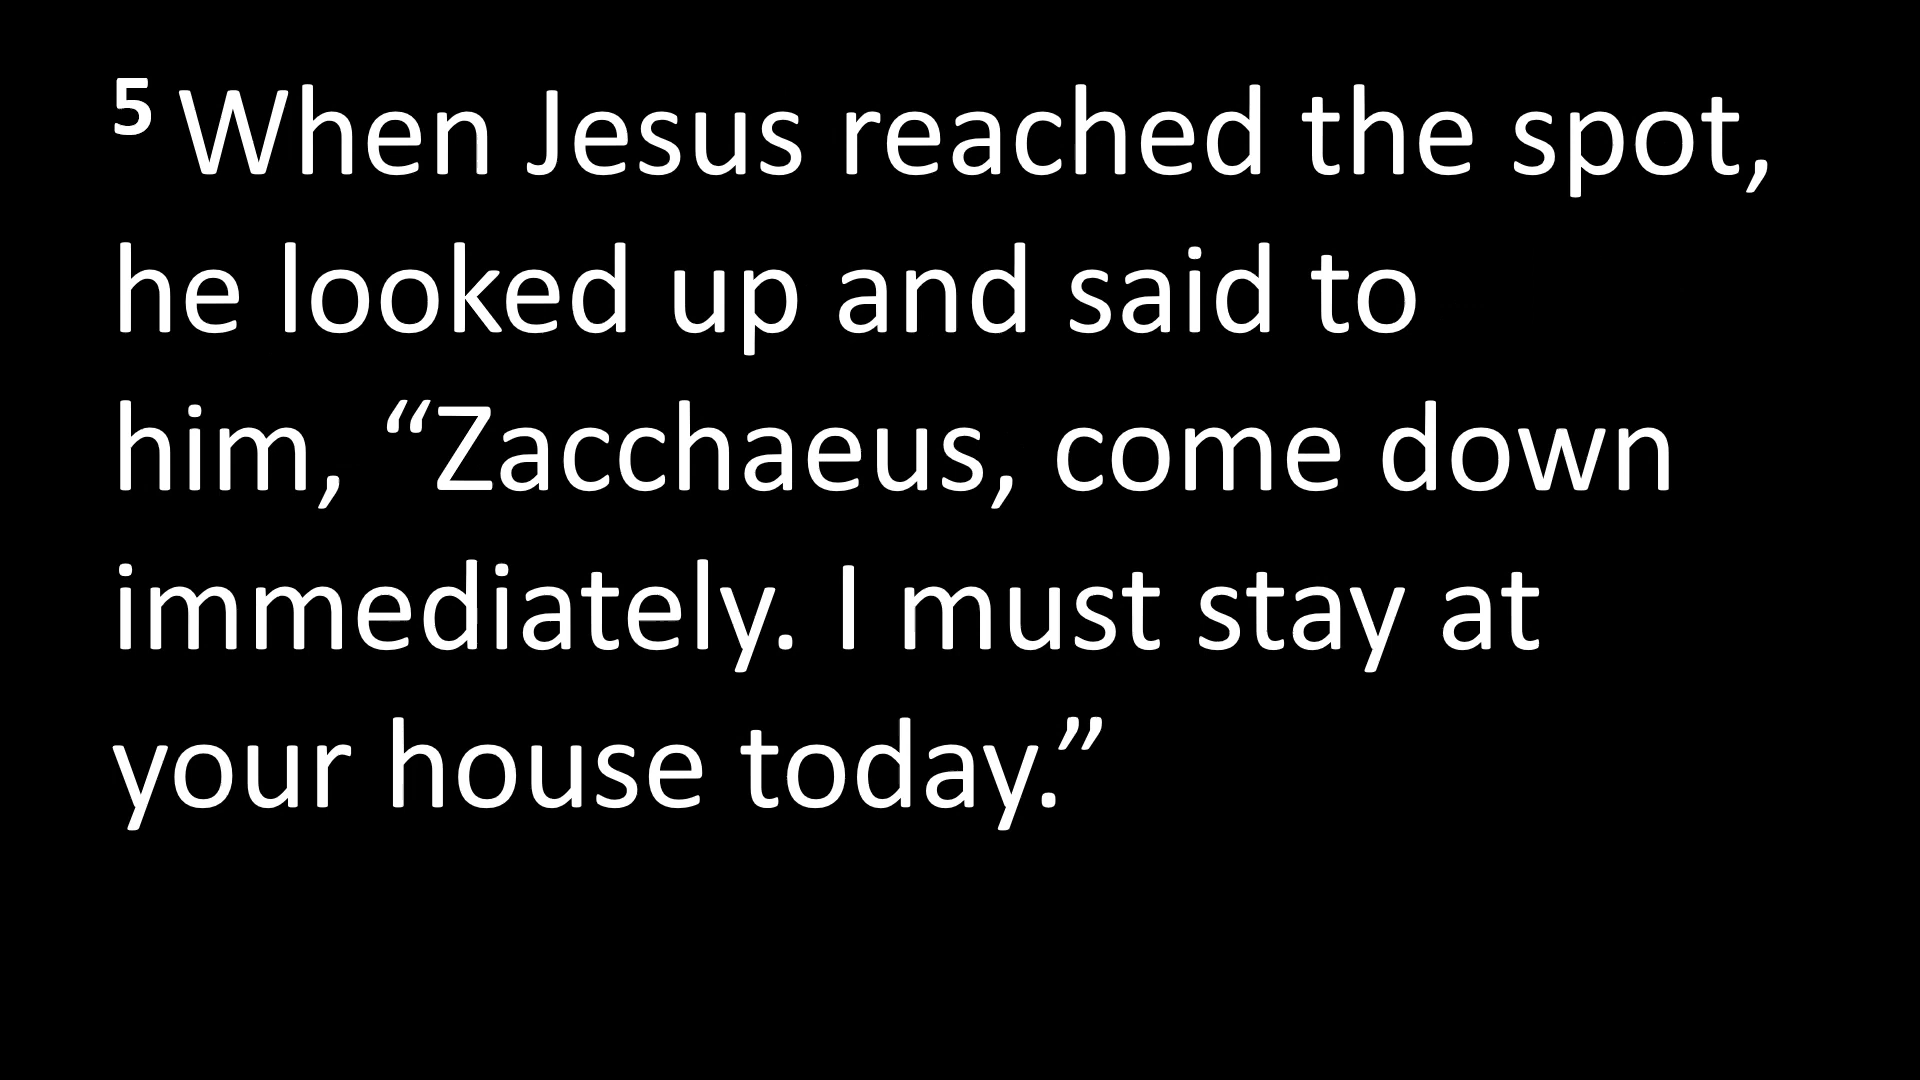 5 When Jesus reached the spot,
he looked up and said to
him, “Zacchaeus, come down
immediately. I must stay at
your house today.”